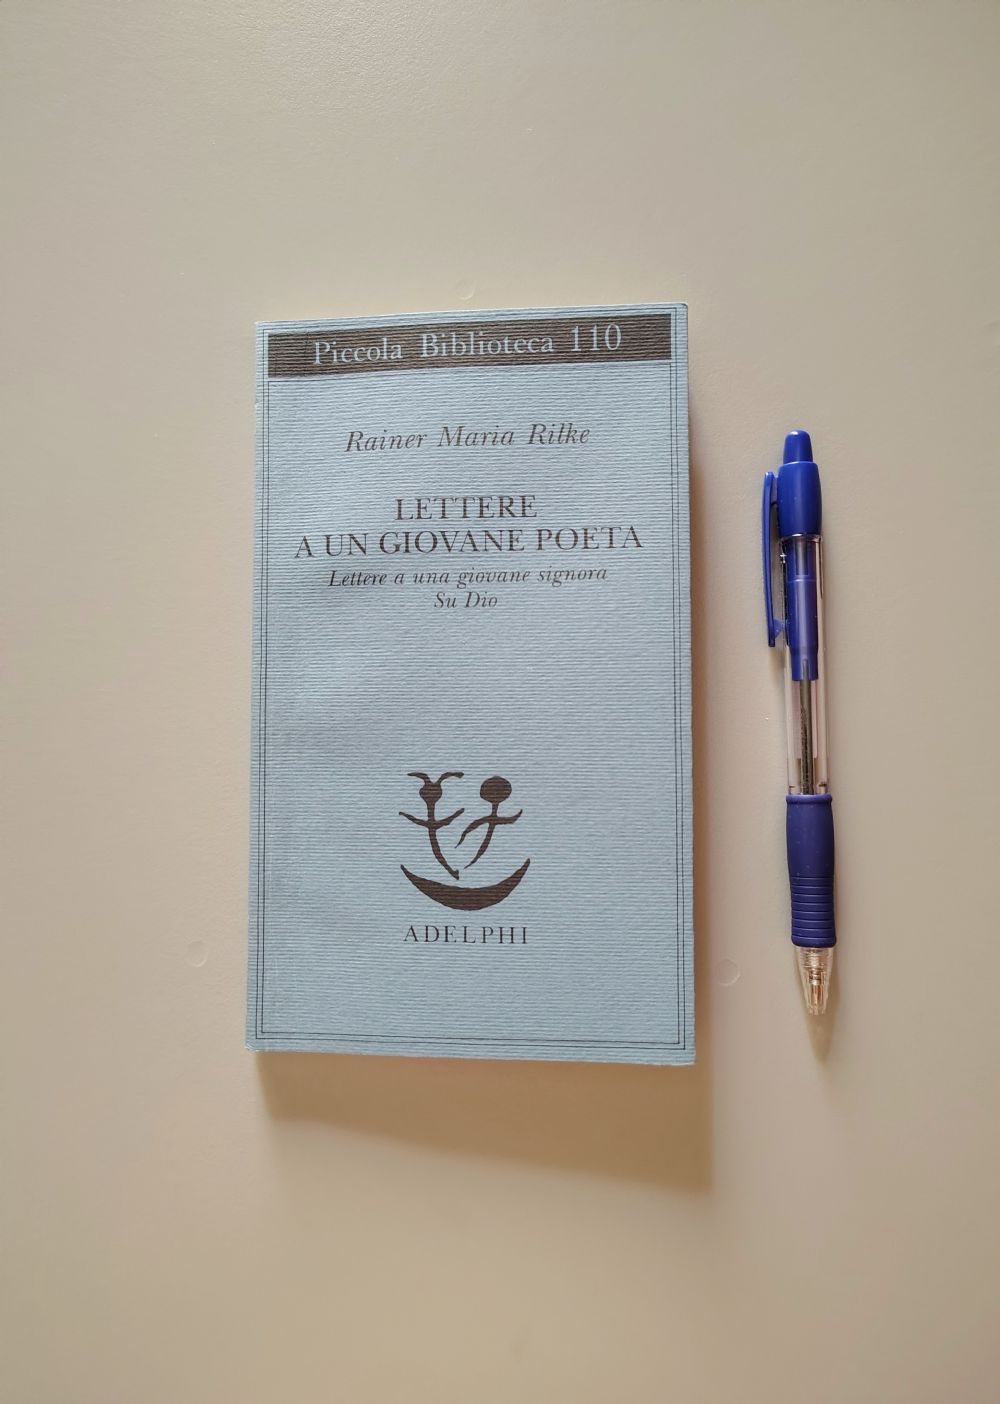 Piccola Biblioteca 110
Rainer Maria Rilke
LETTERE
A UN GIOVANE POETA
Lettere a una giovane signora
Su Dio
ADELPHI